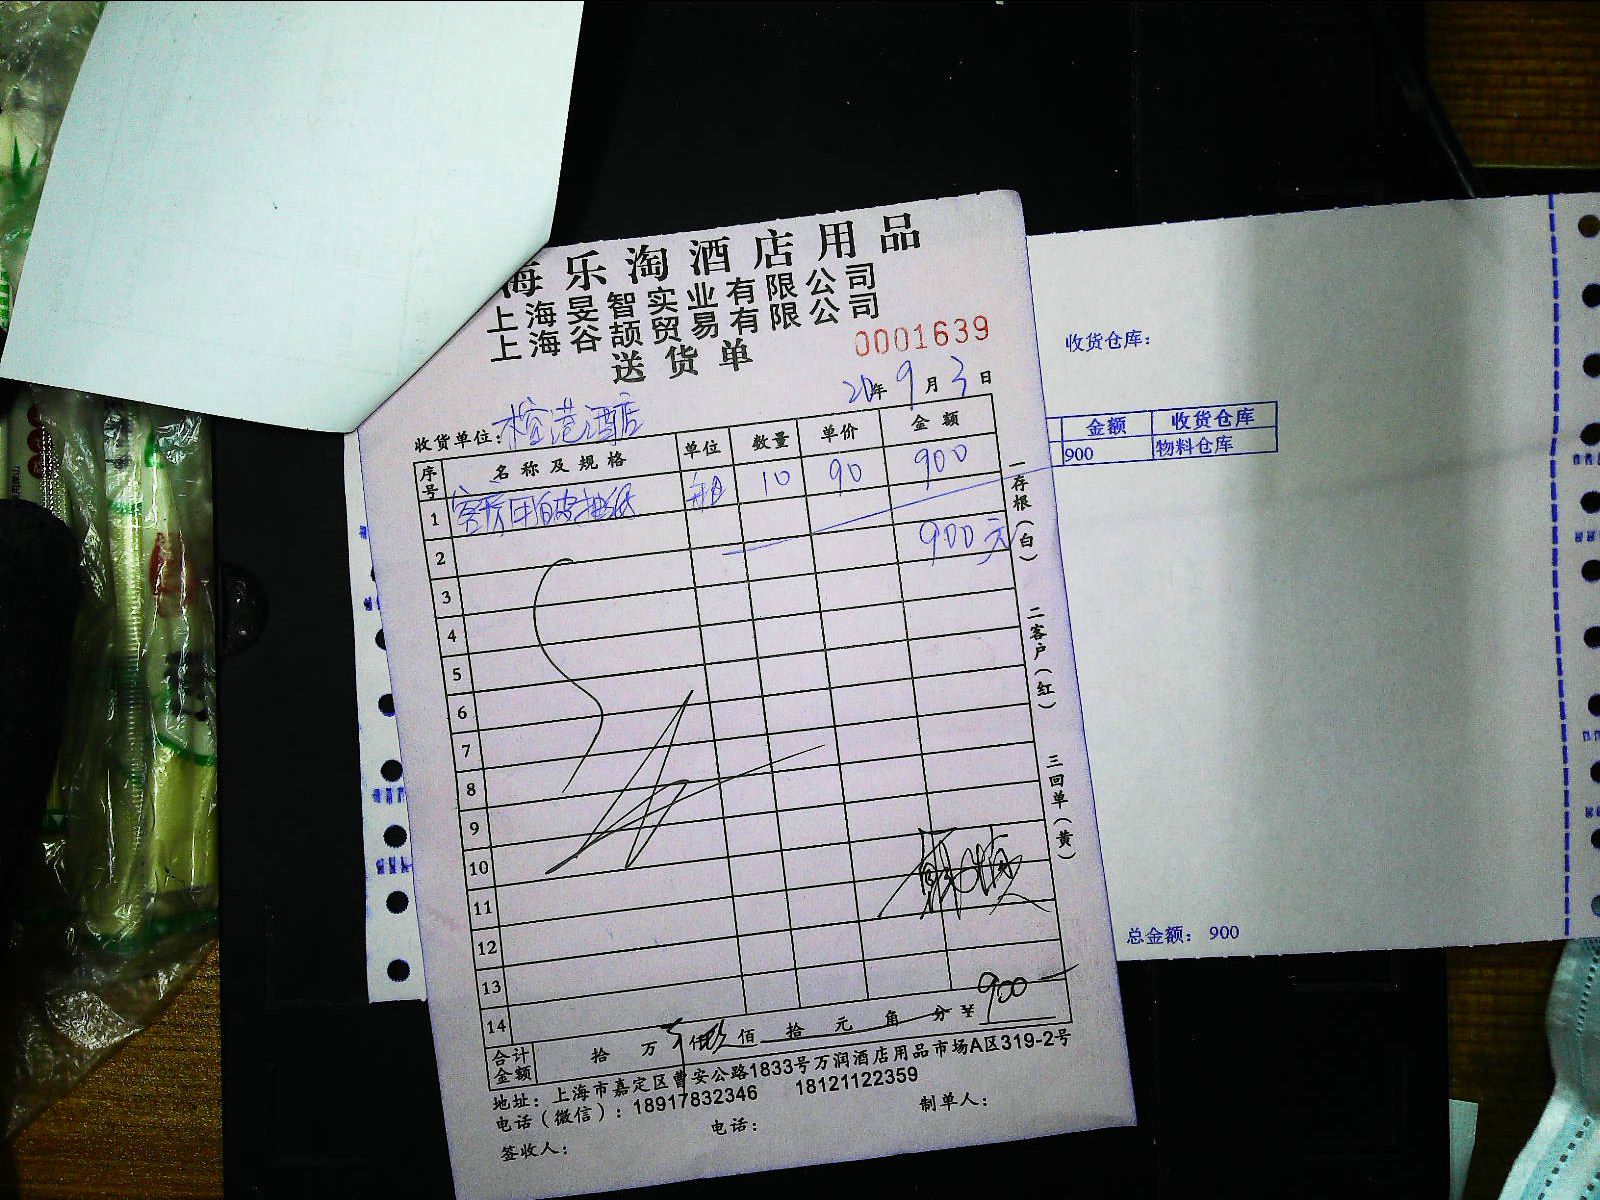 海乐淘酒店用品
上海旻智实业有限公司
上海谷颉贸易有限公司
送货单
0001639
21年9月3日
收货单位：
序号 名称及规格 单位 数量 单价 金额
1 客房用 抽纸 箱 10 90 900
2 900元
3
4
5
6
7
8
9
10
11
12
13
14
合计金额 拾 万 仟 佰 拾 元 角 分 ¥ 900
地址：上海市嘉定区曹安公路1833号万润酒店用品市场A区319-2号
电话（微信）：18917832346 18121122359
签收人： 电话： 制单人：
一存根（白） 二客户（红） 三回单（黄）
收货仓库：
金额 收货仓库
900 物料仓库
总金额： 900